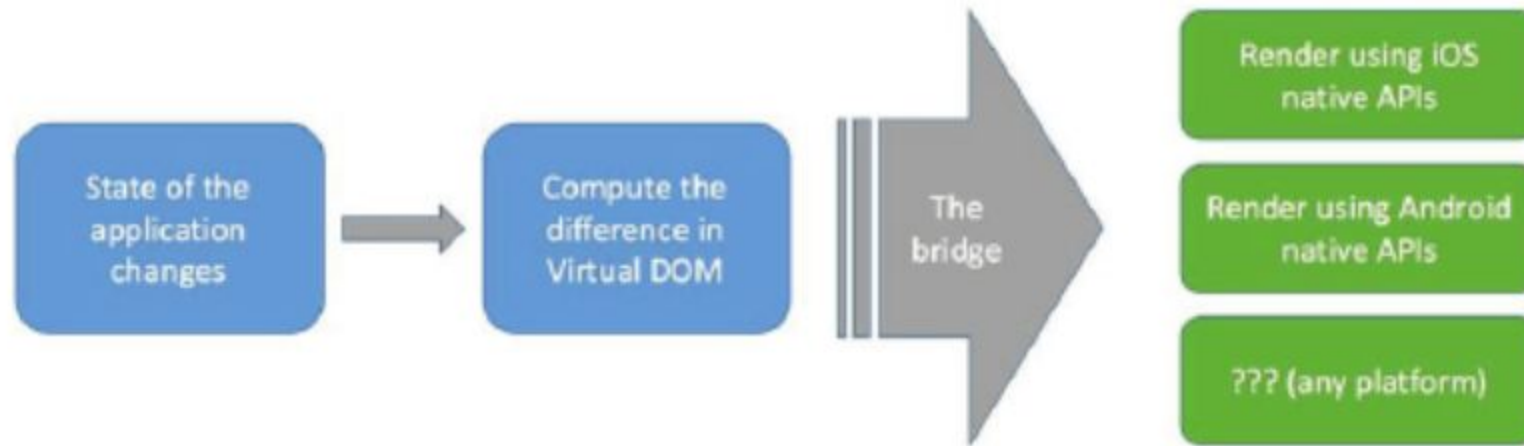 State of the
application
changes
Compute the
difference in
Virtual DOM
The
bridge
Render using iOS
native APIs
Render using Android
native APIs
??? (any platform)